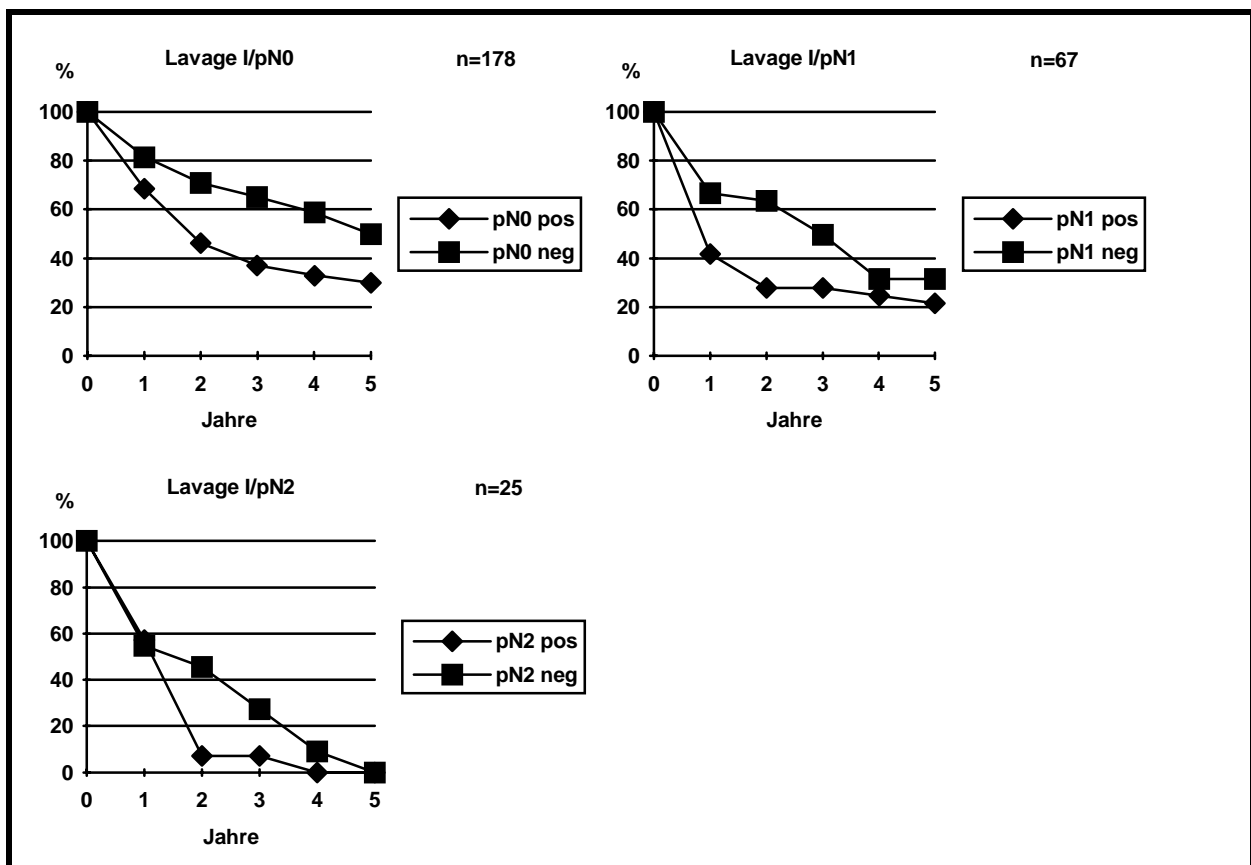 Lavage I/pN0 n=178
%
100
80
60
40
20
0
0 1 2 3 4 5
Jahre
pN0 pos
pN0 neg
Lavage I/pN1 n=67
%
100
80
60
40
20
0
0 1 2 3 4 5
Jahre
pN1 pos
pN1 neg
Lavage I/pN2 n=25
%
100
80
60
40
20
0
0 1 2 3 4 5
Jahre
pN2 pos
pN2 neg